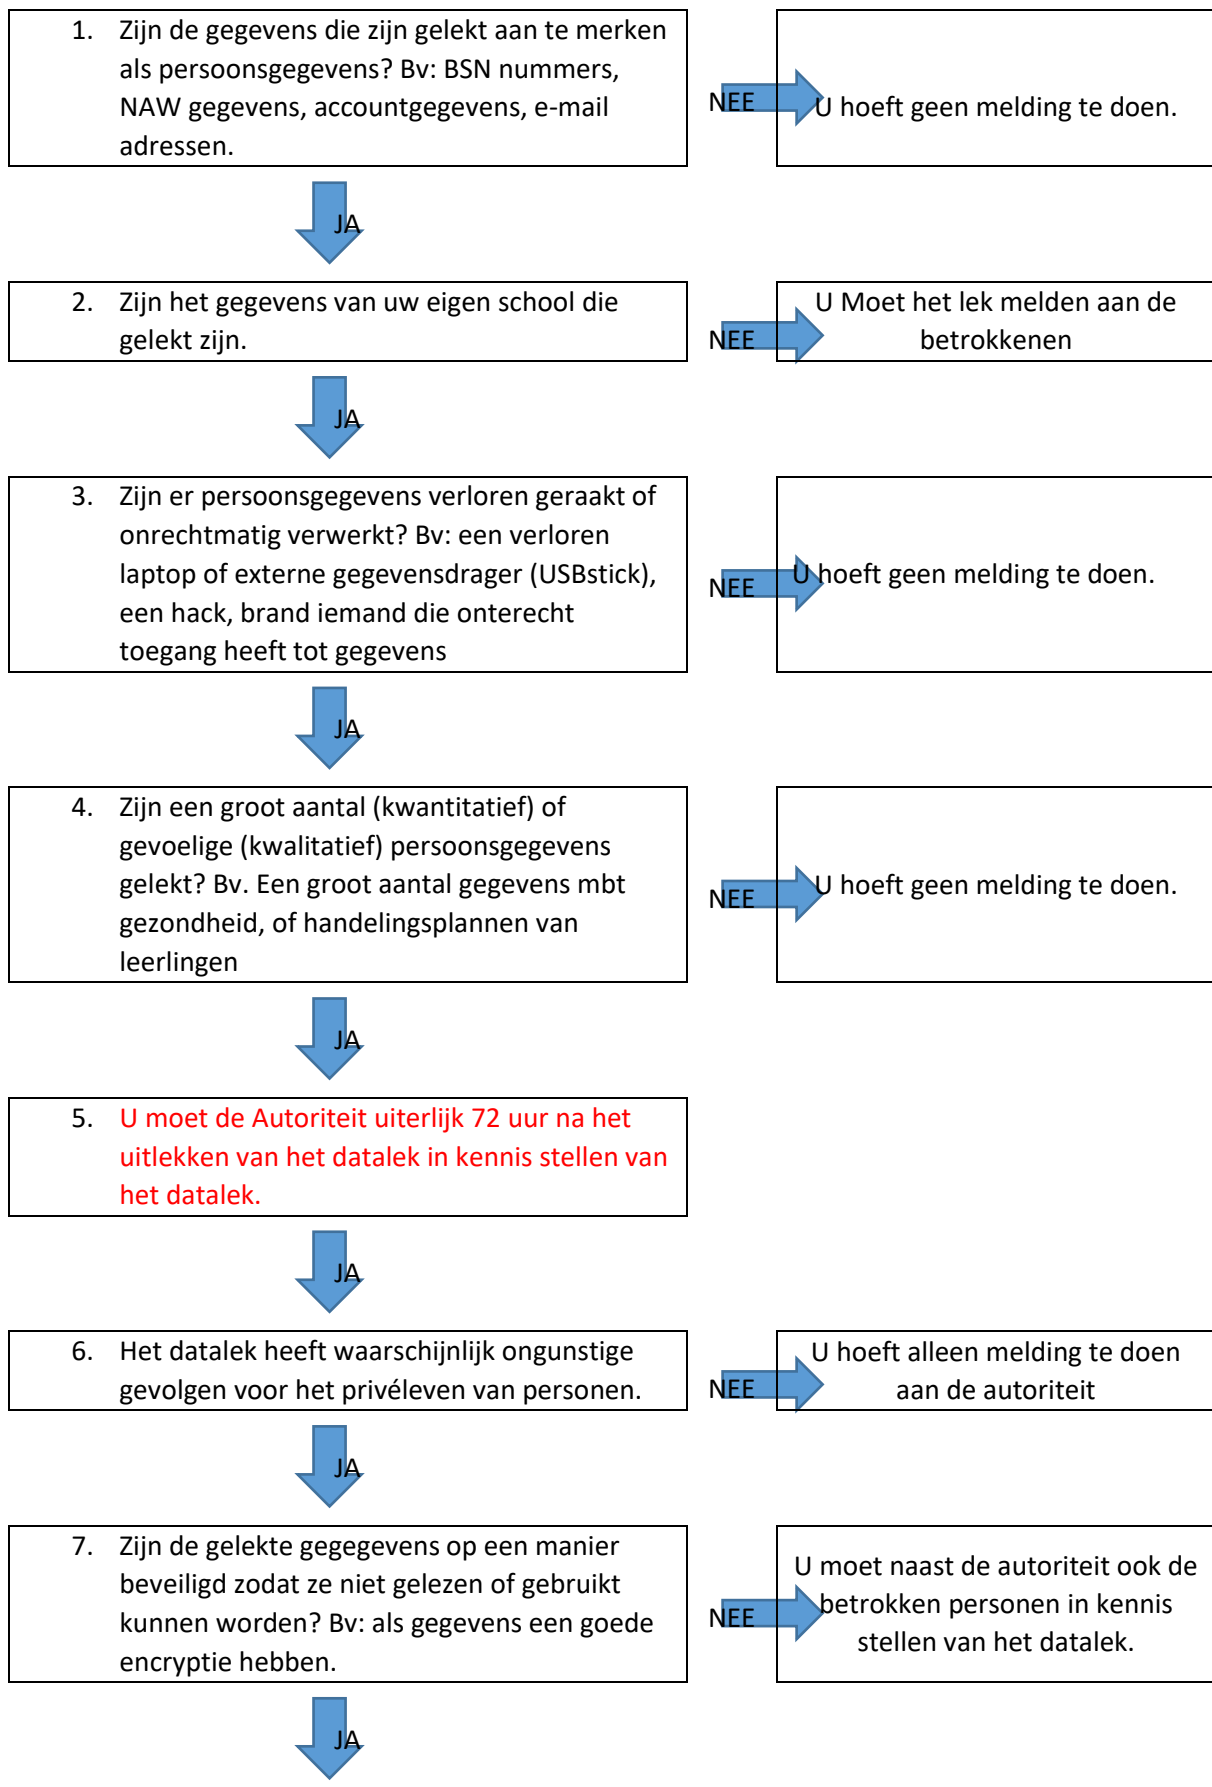 1. Zijn de gegevens die zijn gelekt aan te merken
als persoonsgegevens? Bv: BSN nummers,
NAW gegevens, accountgegevens, e-mail
adressen.
NEE
U hoeft geen melding te doen.
JA
2. Zijn het gegevens van uw eigen school die
gelekt zijn.
NEE
U Moet het lek melden aan de
betrokkenen
JA
3. Zijn er persoonsgegevens verloren geraakt of
onrechtmatig verwerkt? Bv: een verloren
laptop of externe gegevensdrager (USBstick),
een hack, brand iemand die onterecht
toegang heeft tot gegevens
NEE
U hoeft geen melding te doen.
JA
4. Zijn een groot aantal (kwantitatief) of
gevoelige (kwalitatief) persoonsgegevens
gelekt? Bv. Een groot aantal gegevens mbt
gezondheid, of handelingsplannen van
leerlingen
NEE
U hoeft geen melding te doen.
JA
5. U moet de Autoriteit uiterlijk 72 uur na het
uitlekken van het datalek in kennis stellen van
het datalek.
JA
6. Het datalek heeft waarschijnlijk ongunstige
gevolgen voor het privéleven van personen.
NEE
U hoeft alleen melding te doen
aan de autoriteit
JA
7. Zijn de gelekte gegegevens op een manier
beveiligd zodat ze niet gelezen of gebruikt
kunnen worden? Bv: als gegevens een goede
encryptie hebben.
NEE
U moet naast de autoriteit ook de
betrokken personen in kennis
stellen van het datalek.
JA